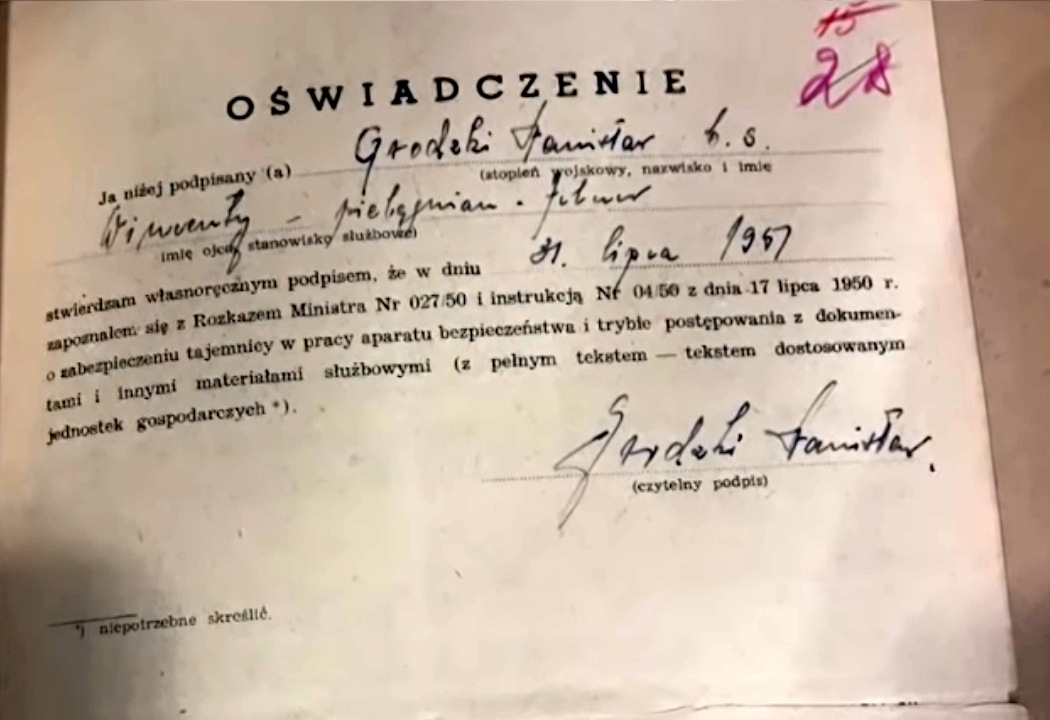 15
28
OŚWIADCZENIE
Grodzki Stanisław b. s.
Ja niżej podpisany (a)
(stopień wojskowy, nazwisko i imię
Wincenty - pielęgniarz -
imię ojca, stanowisko służbowe)
31. lipca 1951
stwierdzam własnoręcznym podpisem, że w dniu
zapoznałem się z Rozkazem Ministra Nr 027/50 i instrukcją Nr 04/50 z dnia 17 lipca 1950 r.
o zabezpieczeniu tajemnicy w pracy aparatu bezpieczeństwa i trybie postępowania z dokumen-
tami i innymi materiałami służbowymi (z pełnym tekstem — tekstem dostosowanym
jednostek gospodarczych *).
Grodzki Stanisław.
(czytelny podpis)
*) niepotrzebne skreślić.